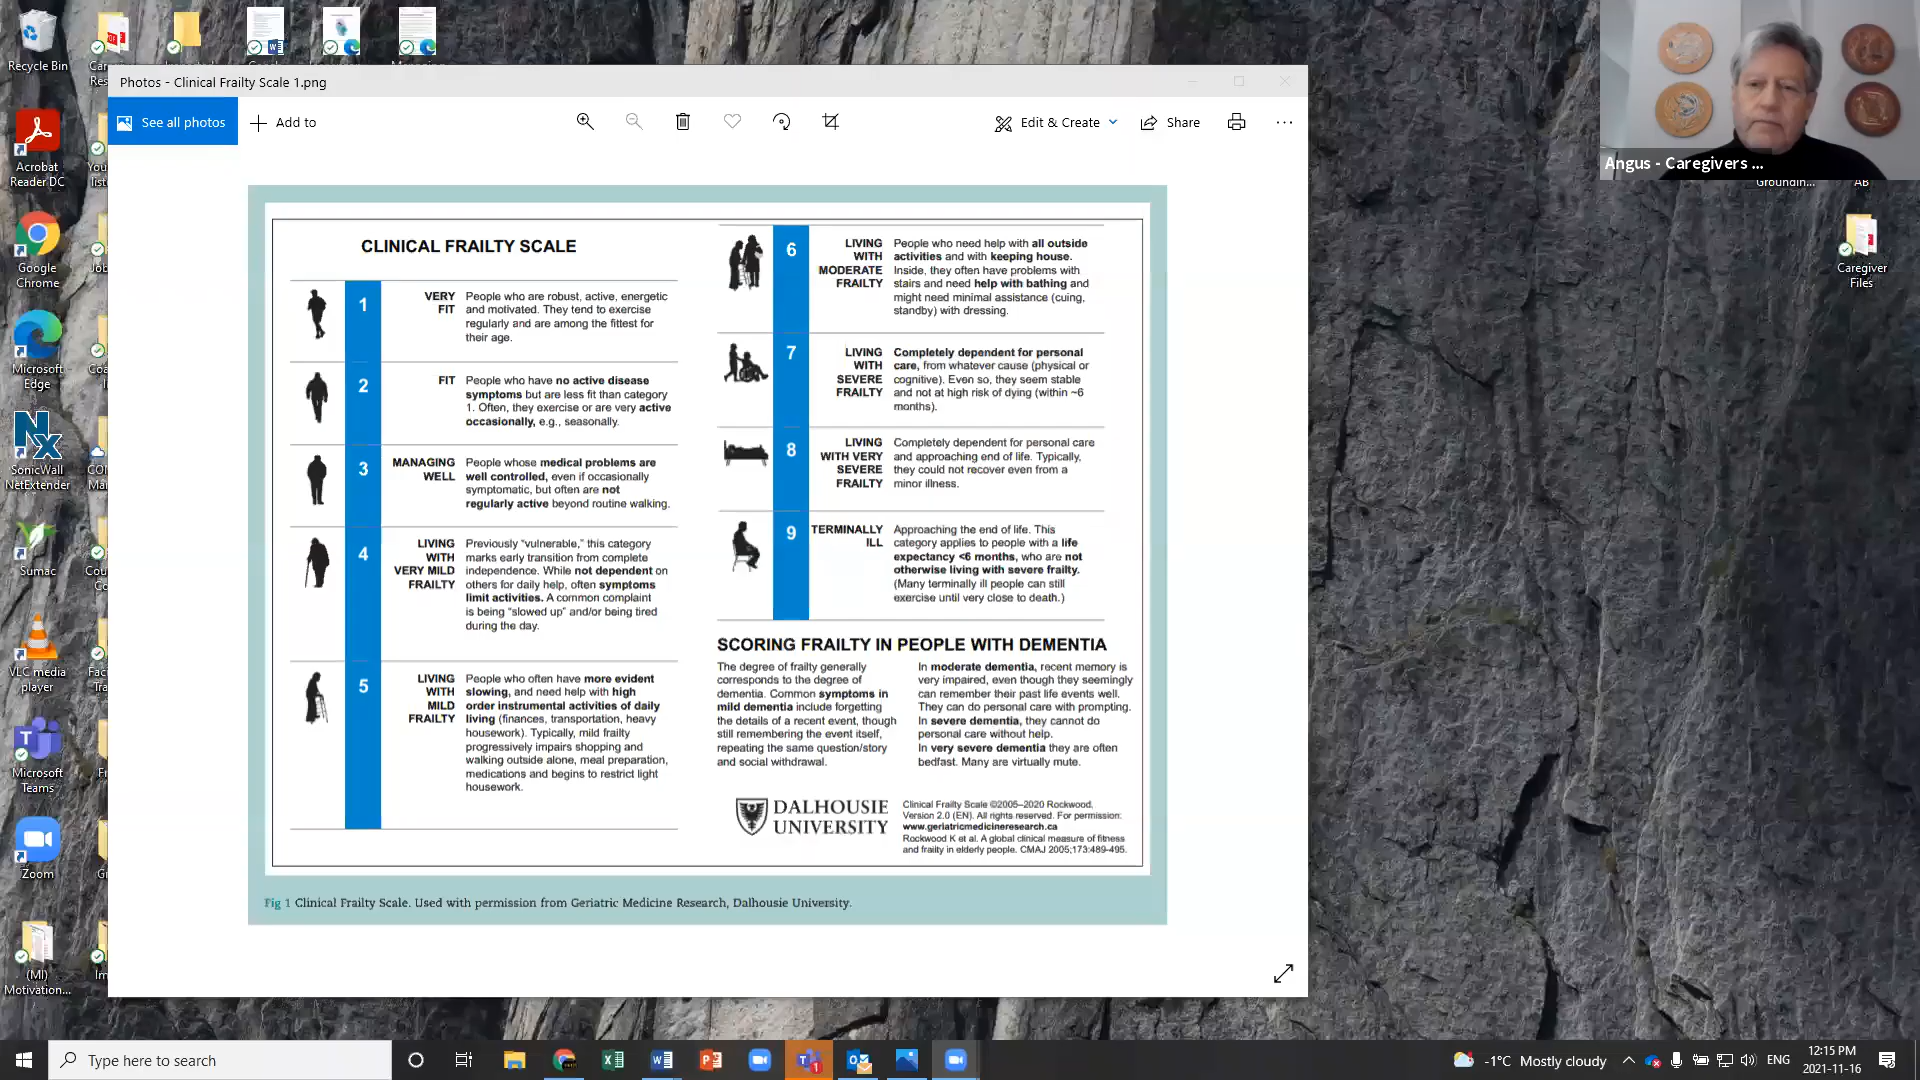 Recycle Bin
Photos - Clinical Frailty Scale 1.png
See all photos
Add to
Edit & Create
Share
Angus - Caregivers ...
Groundin...
AB
Caregiver
Files
Acrobat
Reader DC
Google
Chrome
Microsoft
Edge
SonicWall
NetExtender
Sumac
VLC media
player
Microsoft
Teams
Zoom
(MI)
Motivation...
CLINICAL FRAILTY SCALE
1
VERY
FIT
People who are robust, active, energetic
and motivated. They tend to exercise
regularly and are among the fittest for
their age.
2
FIT
People who have no active disease
symptoms but are less fit than category
1. Often, they exercise or are very active
occasionally, e.g., seasonally.
3
MANAGING
WELL
People whose medical problems are
well controlled, even if occasionally
symptomatic, but often are not
regularly active beyond routine walking.
4
LIVING
WITH
VERY MILD
FRAILTY
Previously "vulnerable," this category
marks early transition from complete
independence. While not dependent on
others for daily help, often symptoms
limit activities. A common complaint
is being "slowed up" and/or being tired
during the day.
5
LIVING
WITH
MILD
FRAILTY
People who often have more evident
slowing, and need help with high
order instrumental activities of daily
living (finances, transportation, heavy
housework). Typically, mild frailty
progressively impairs shopping and
walking outside alone, meal preparation,
medications and begins to restrict light
housework.
6
LIVING
WITH
MODERATE
FRAILTY
People who need help with all outside
activities and with keeping house.
Inside, they often have problems with
stairs and need help with bathing and
might need minimal assistance (cuing,
standby) with dressing.
7
LIVING
WITH
SEVERE
FRAILTY
Completely dependent for personal
care, from whatever cause (physical or
cognitive). Even so, they seem stable
and not at high risk of dying (within ~6
months).
8
LIVING
WITH VERY
SEVERE
FRAILTY
Completely dependent for personal care
and approaching end of life. Typically,
they could not recover even from a
minor illness.
9
TERMINALLY
ILL
Approaching the end of life. This
category applies to people with a life
expectancy <6 months, who are not
otherwise living with severe frailty.
(Many terminally ill people can still
exercise until very close to death.)
SCORING FRAILTY IN PEOPLE WITH DEMENTIA
The degree of frailty generally
corresponds to the degree of
dementia. Common symptoms in
mild dementia include forgetting
the details of a recent event, though
still remembering the event itself,
repeating the same question/story
and social withdrawal.
In moderate dementia, recent memory is
very impaired, even though they seemingly
can remember their past life events well.
They can do personal care with prompting.
In severe dementia, they cannot do
personal care without help.
In very severe dementia they are often
bedfast. Many are virtually mute.
DALHOUSIE
UNIVERSITY
Clinical Frailty Scale ©2005–2020 Rockwood,
Version 2.0 (EN). All rights reserved. For permission:
www.geriatricmedicineresearch.ca
Rockwood K et al. A global clinical measure of fitness
and frailty in elderly people. CMAJ 2005;173:489-495.
Fig 1 Clinical Frailty Scale. Used with permission from Geriatric Medicine Research, Dalhousie University.
Type here to search
-1°C Mostly cloudy
ENG
12:15 PM
2021-11-16